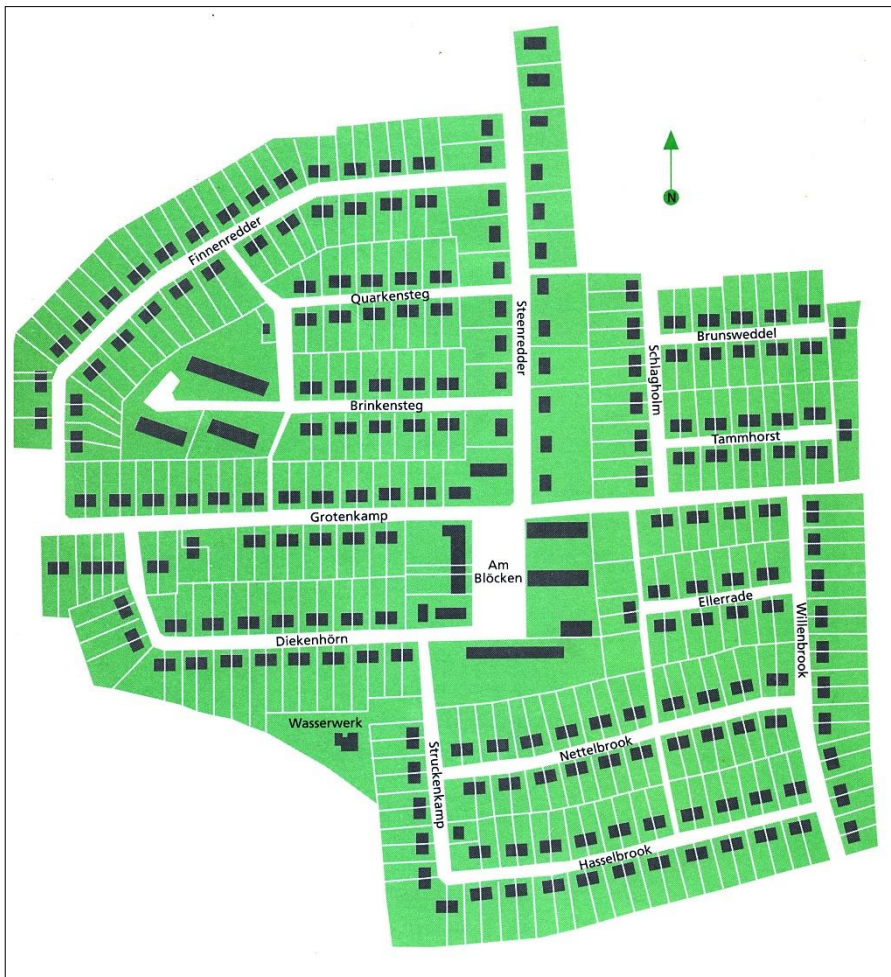 N
Finnenredder
Quarkensteg
Steenredder
Schlagholm
Brunsweddel
Brinkensteg
Tammhorst
Grotenkamp
Am
Blöcken
Ellerrade
Willenbrook
Diekenhörn
Wasserwerk
Struckenkamp
Nettelbrook
Hasselbrook